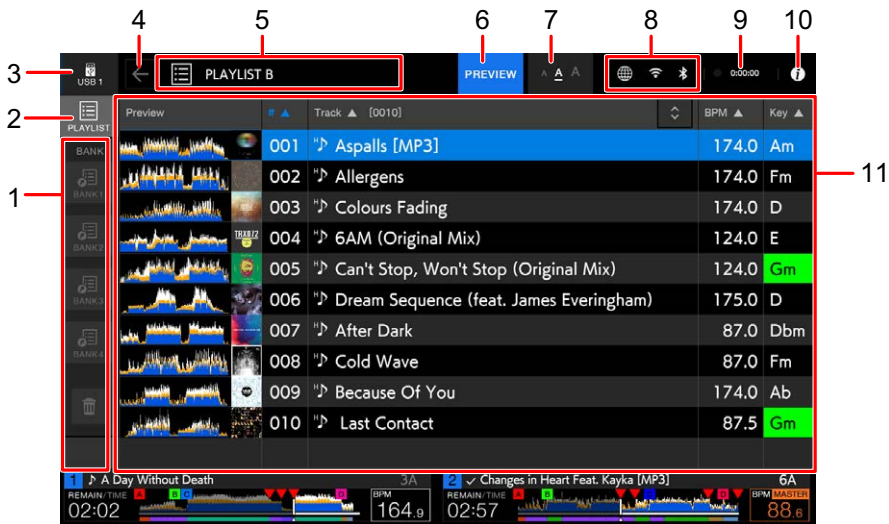 4 5 6 7 8 9 10
3 USB 1 PLAYLIST B PREVIEW A A A 0:00:00 i
2 PLAYLIST Preview # ▲ Track ▲ [0010] BPM ▲ Key ▲
BANK 001 Aspalls [MP3] 174.0 Am
1 BANK1 002 Allergens 174.0 Fm 11
003 Colours Fading 174.0 D
BANK2 004 6AM (Original Mix) 124.0 E
005 Can't Stop, Won't Stop (Original Mix) 124.0 Gm
BANK3 006 Dream Sequence (feat. James Everingham) 175.0 D
007 After Dark 87.0 Dbm
BANK4 008 Cold Wave 87.0 Fm
009 Because Of You 174.0 Ab
010 Last Contact 87.5 Gm
1 A Day Without Death 3A 2 Changes in Heart Feat. Kayka [MP3] 6A
REMAIN/TIME A B C D BPM REMAIN/TIME A B D BPM MASTER
02:02 164.9 02:57 88.6